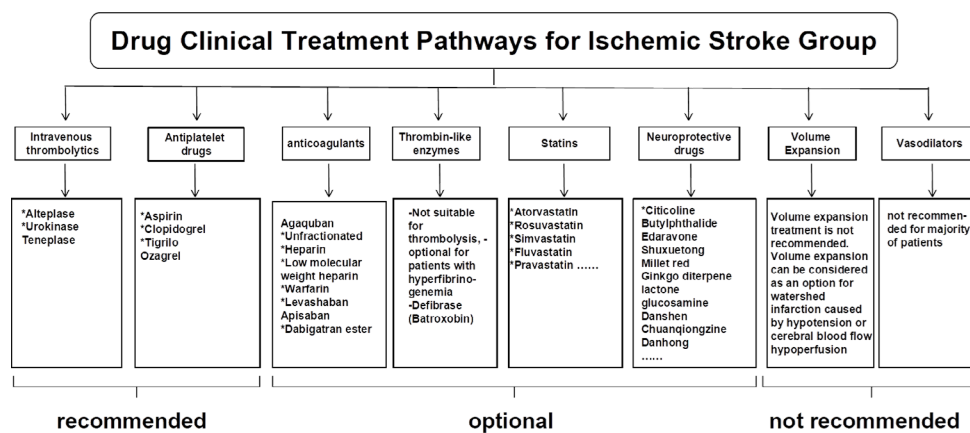 Drug Clinical Treatment Pathways for Ischemic Stroke Group
Intravenous
thrombolytics
Antiplatelet
drugs
anticoagulants
Thrombin-like
enzymes
Statins
Neuroprotective
drugs
Volume
Expansion
Vasodilators
*Alteplase
*Urokinase
Teneplase
*Aspirin
*Clopidogrel
*Tigrilo
Ozagrel
Agaquban
*Unfractionated
*Heparin
*Low molecular
weight heparin
*Warfarin
*Levashaban
Apisaban
*Dabigatran ester
-Not suitable
for
thrombolysis, -
optional for
patients with
hyperfibrino-
genemia
-Defibrase
(Batroxobin)
*Atorvastatin
*Rosuvastatin
*Simvastatin
*Fluvastatin
*Pravastatin ......
*Citicoline
Butylphthalide
Edaravone
Shuxuetong
Millet red
Ginkgo diterpene
lactone
glucosamine
Danshen
Chuanqiongzine
Danhong
......
Volume expansion
treatment is not
recommended.
Volume expansion
can be considered
as an option for
watershed
infarction caused
by hypotension or
cerebral blood flow
hypoperfusion
not recommen-
ded for majority
of patients
recommended
optional
not recommended